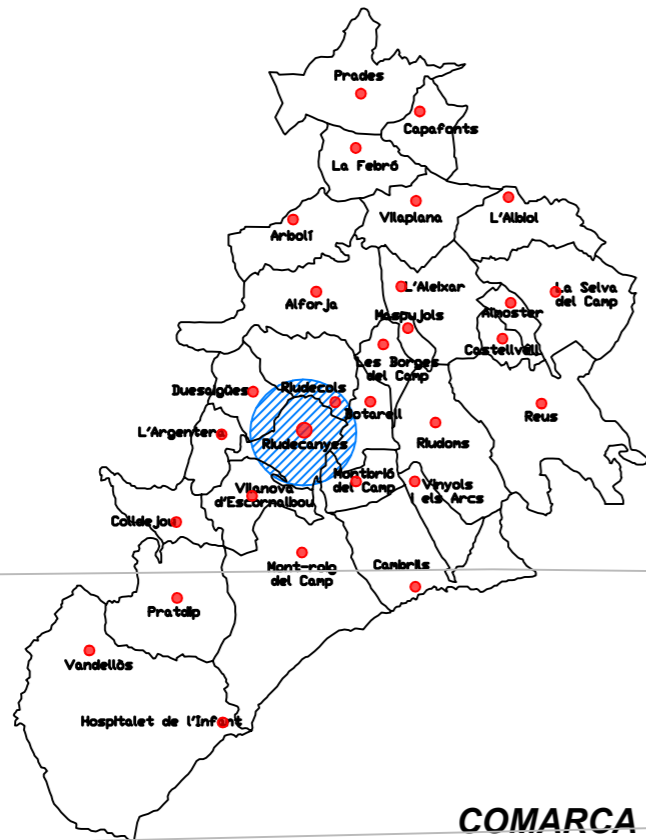 Prades
Capafonts
La Febró
Vilaplana
L'Albiol
Arbolí
L'Aleixar
La Selva
del Camp
Alforja
Almoster
Maspujols
Castellvell
Les Borges
del Camp
Duesaigües
Riudecols
Botarell
Reus
L'Argentera
Riudecanyes
Riudoms
Montbrió
del Camp
Vinyols
i els Arcs
Vilanova
d'Escornalbou
Colldejou
Mont-roig
del Camp
Cambrils
Pratdip
Vandellòs
Hospitalet de l'Infant
COMARCA